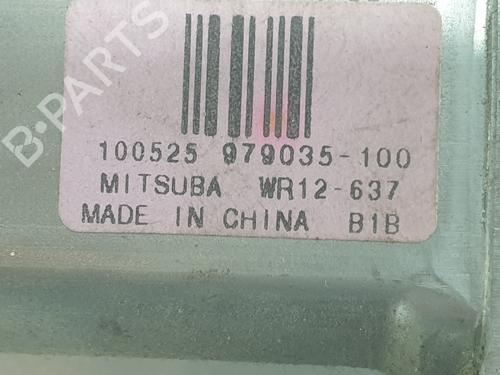 B-PARTS
100525 979035-100
MITSUBA WR12-637
MADE IN CHINA B1B